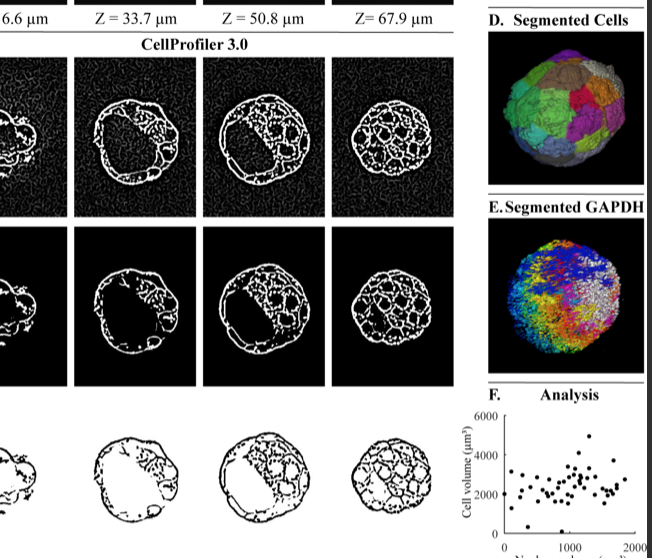 6.6 µm
Z = 33.7 µm
Z = 50.8 µm
Z= 67.9 µm
CellProfiler 3.0
D. Segmented Cells
E. Segmented GAPDH
F. Analysis
Cell volume (µm³)
6000
4000
2000
0
0
1000
2000